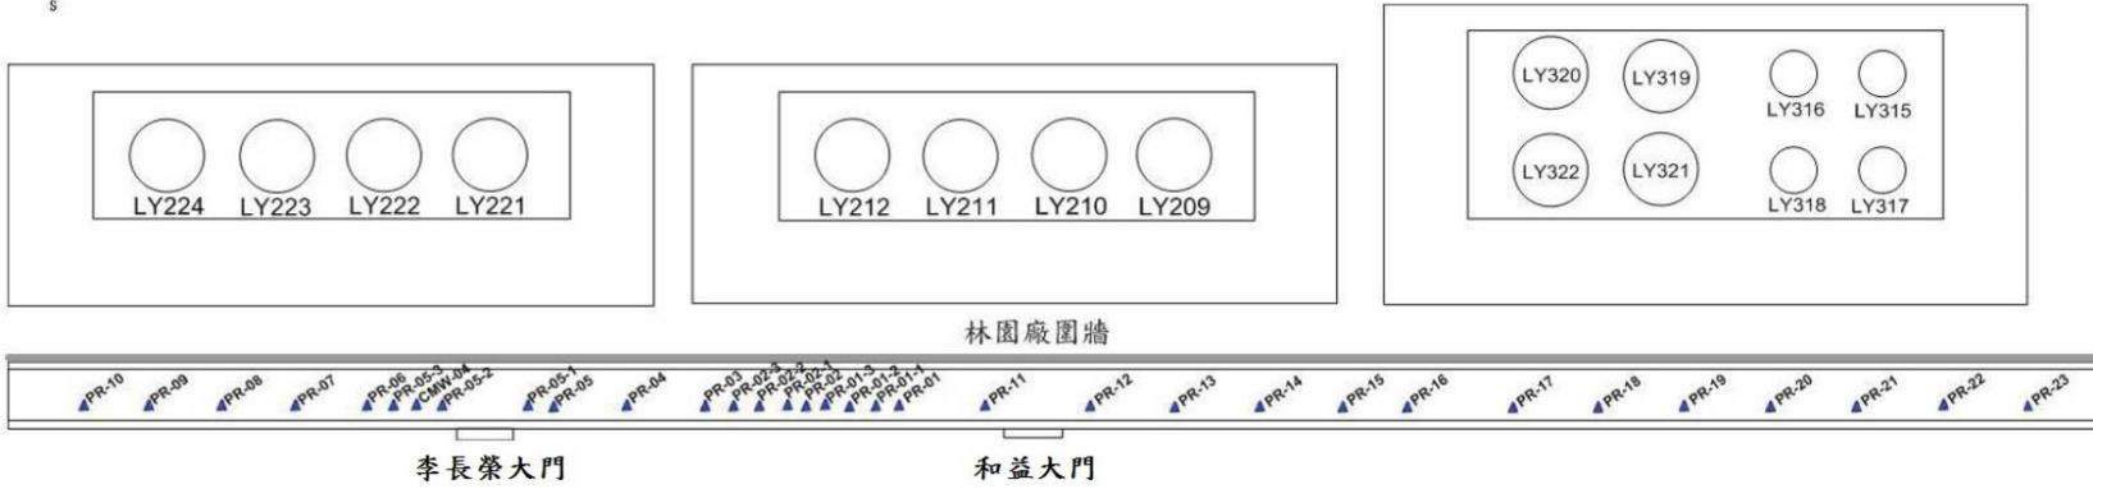 s
LY224 LY223 LY222 LY221
LY212 LY211 LY210 LY209
LY320 LY319 LY316 LY315
LY322 LY321 LY318 LY317
林園廠圍牆
PR-10 PR-09 PR-08 PR-07 PR-06 PR-05-3 CMW-04 PR-05-2 PR-05-1 PR-05 PR-04 PR-03 PR-02-3 PR-02-2 PR-02-1 PR-02 PR-01-3 PR-01-2 PR-01-1 PR-01 PR-11 PR-12 PR-13 PR-14 PR-15 PR-16 PR-17 PR-18 PR-19 PR-20 PR-21 PR-22 PR-23
李長榮大門 和益大門